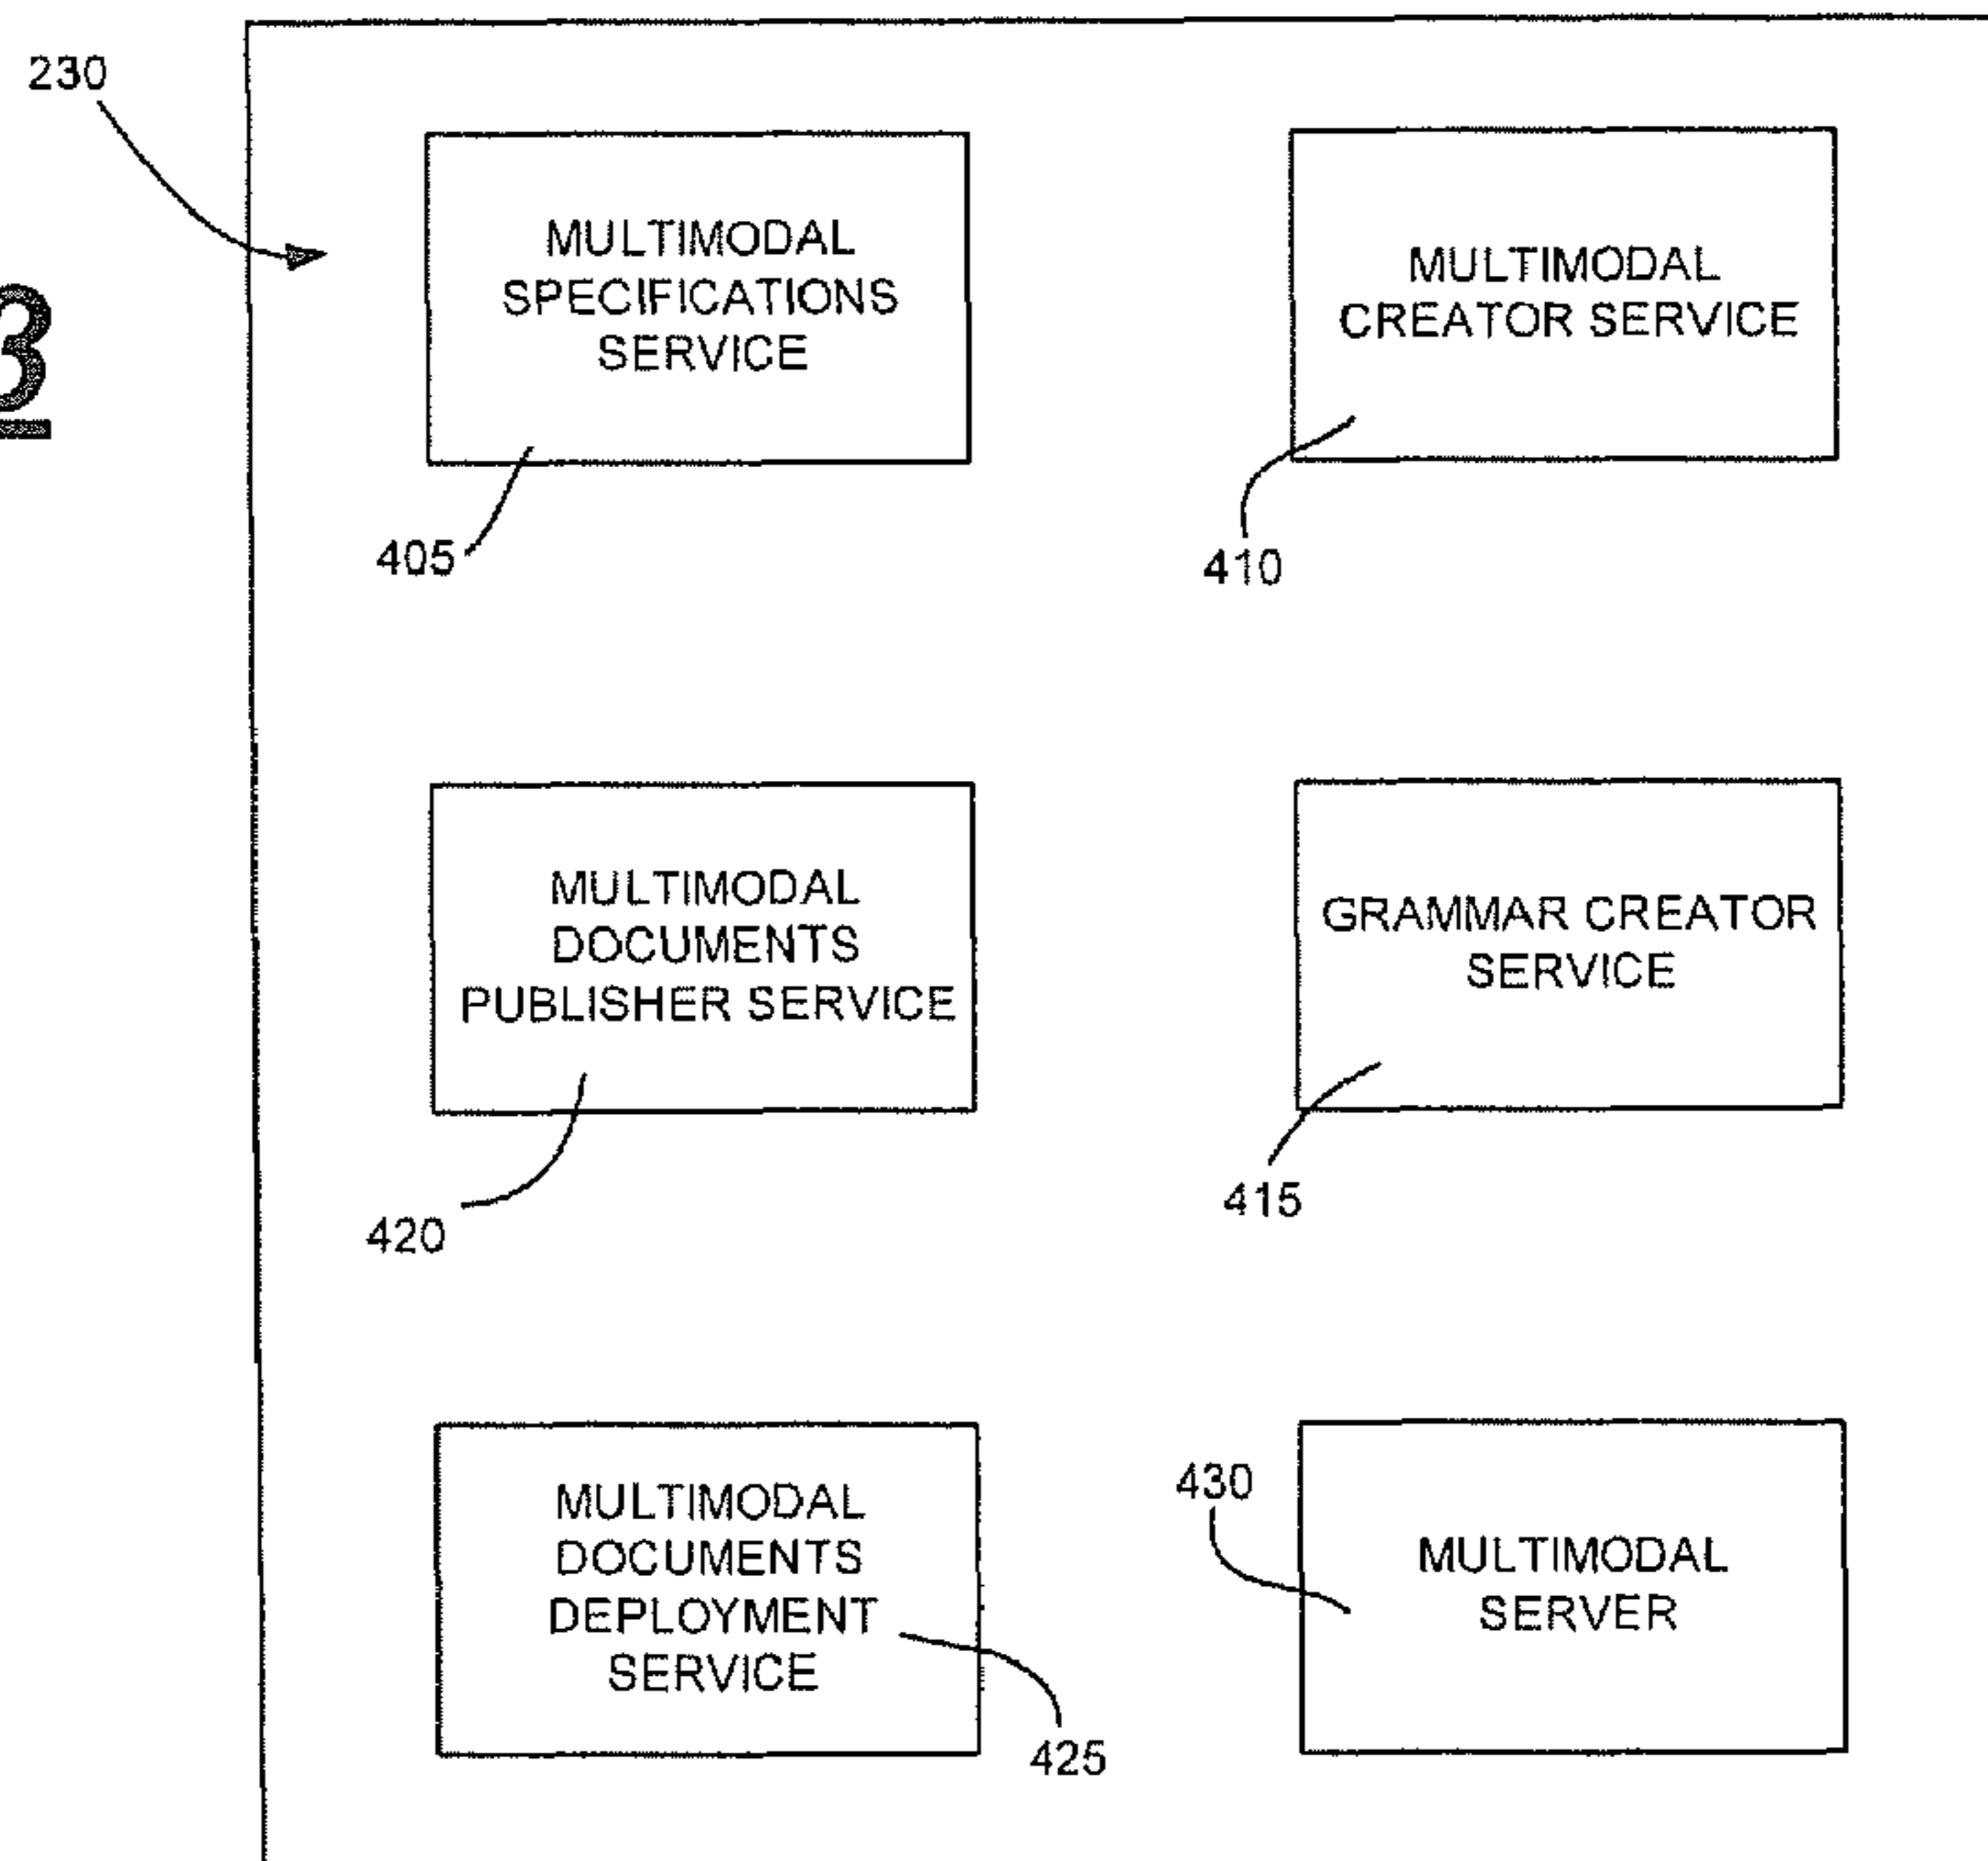 230
3
MULTIMODAL
SPECIFICATIONS
SERVICE
405
MULTIMODAL
CREATOR SERVICE
410
MULTIMODAL
DOCUMENTS
PUBLISHER SERVICE
420
GRAMMAR CREATOR
SERVICE
415
MULTIMODAL
DOCUMENTS
DEPLOYMENT
SERVICE
425
430
MULTIMODAL
SERVER